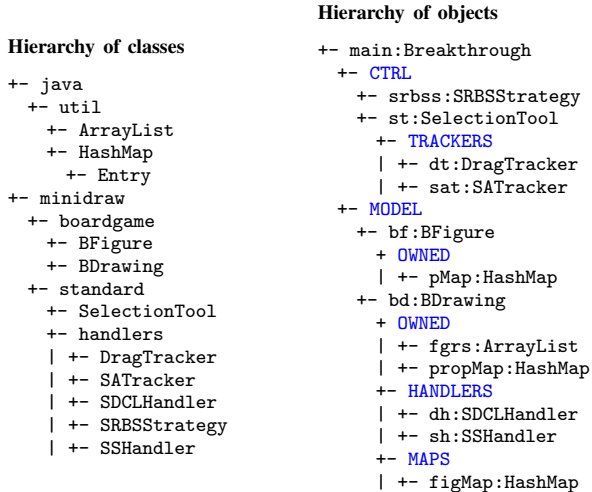 Hierarchy of classes
+- java
+- util
+- ArrayList
+- HashMap
+- Entry
+- minidraw
+- boardgame
+- BFigure
+- BDrawing
+- standard
+- SelectionTool
+- handlers
| +- DragTracker
| +- SATracker
| +- SDCLHandler
| +- SRBSStrategy
| +- SSHandler
Hierarchy of objects
+- main:Breakthrough
+- CTRL
+- srbss:SRBSStrategy
+- st:SelectionTool
+- TRACKERS
| +- dt:DragTracker
| +- sat:SATracker
+- MODEL
+- bf:BFigure
+ OWNED
| +- pMap:HashMap
+- bd:BDrawing
+ OWNED
| +- fgrs:ArrayList
| +- propMap:HashMap
+- HANDLERS
| +- dh:SDCLHandler
| +- sh:SSHandler
+- MAPS
| +- figMap:HashMap